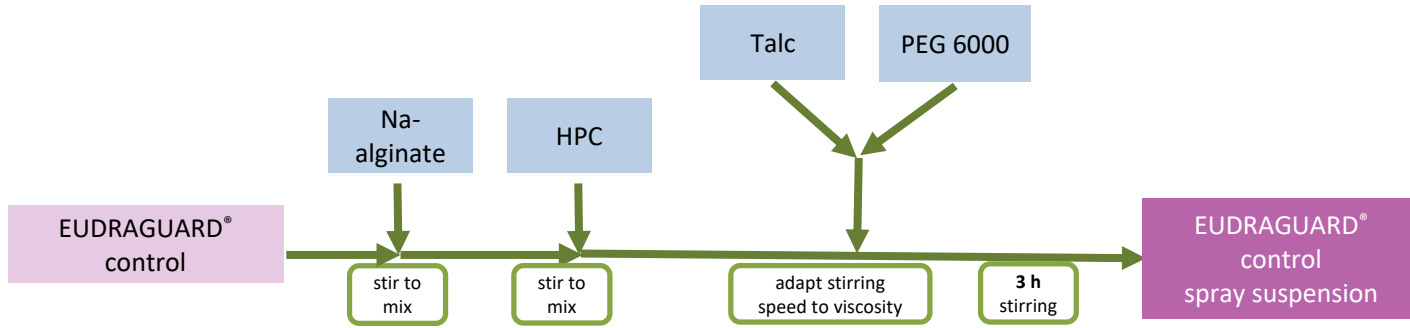 Talc
PEG 6000
Na-
alginate
HPC
EUDRAGUARD®
control
EUDRAGUARD®
control
spray suspension
stir to
mix
stir to
mix
adapt stirring
speed to viscosity
3 h
stirring